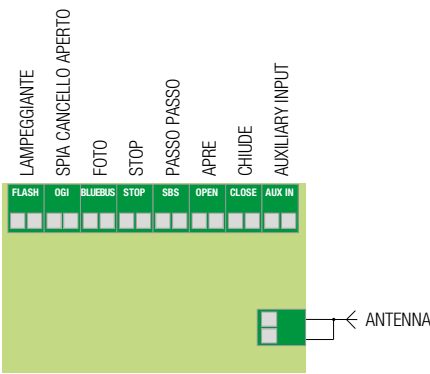 LAMPEGGIANTE
SPIA CANCELLO APERTO
FOTO
STOP
PASSO PASSO
APRE
CHIUDE
AUXILIARY INPUT
FLASH OGI BLUEBUS STOP SBS OPEN CLOSE AUX IN
ANTENNA